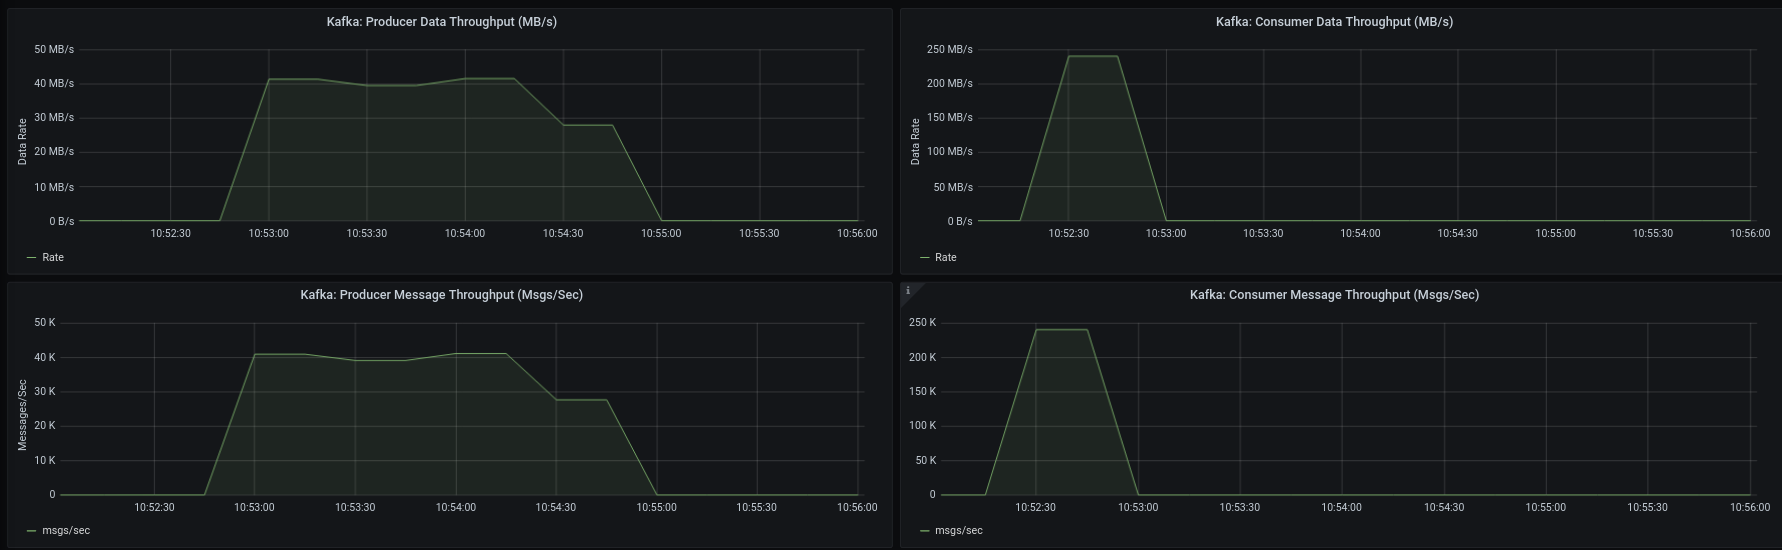 Kafka: Producer Data Throughput (MB/s)
50 MB/s
40 MB/s
30 MB/s
20 MB/s
10 MB/s
0 B/s
Data Rate
10:52:30 10:53:00 10:53:30 10:54:00 10:54:30 10:55:00 10:55:30 10:56:00
Rate
Kafka: Consumer Data Throughput (MB/s)
250 MB/s
200 MB/s
150 MB/s
100 MB/s
50 MB/s
0 B/s
Data Rate
10:52:30 10:53:00 10:53:30 10:54:00 10:54:30 10:55:00 10:55:30 10:56:00
Rate
Kafka: Producer Message Throughput (Msgs/Sec)
50 K
40 K
30 K
20 K
10 K
0
Messages/Sec
10:52:30 10:53:00 10:53:30 10:54:00 10:54:30 10:55:00 10:55:30 10:56:00
msgs/sec
i
Kafka: Consumer Message Throughput (Msgs/Sec)
250 K
200 K
150 K
100 K
50 K
0
10:52:30 10:53:00 10:53:30 10:54:00 10:54:30 10:55:00 10:55:30 10:56:00
msgs/sec